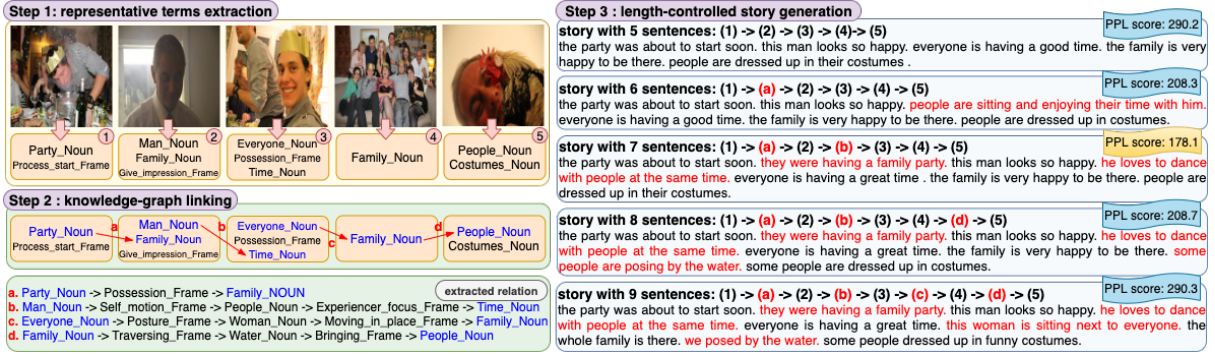 Step 1: representative terms extraction
1
2
3
4
5
Party_Noun
Process_start_Frame
Man_Noun
Family_Noun
Give_impression_Frame
Everyone_Noun
Possession_Frame
Time_Noun
Family_Noun
People_Noun
Costumes_Noun
Step 2 : knowledge-graph linking
Party_Noun
Process_start_Frame
a
Man_Noun
Family_Noun
Give_impression_Frame
b
Everyone_Noun
Possession_Frame
Time_Noun
c
Family_Noun
d
People_Noun
Costumes_Noun
extracted relation
a. Party_Noun -> Possession_Frame -> Family_NOUN
b. Man_Noun -> Self_motion_Frame -> People_Noun -> Experiencer_focus_Frame -> Time_Noun
c. Everyone_Noun -> Posture_Frame -> Woman_Noun -> Moving_in_place_Frame -> Family_Noun
d. Family_Noun -> Traversing_Frame -> Water_Noun -> Bringing_Frame -> People_Noun
Step 3 : length-controlled story generation
PPL score: 290.2
story with 5 sentences: (1) -> (2) -> (3) -> (4)-> (5)
the party was about to start soon. this man looks so happy. everyone is having a good time. the family is very
happy to be there. people are dressed up in their costumes .
PPL score: 208.3
story with 6 sentences: (1) -> (a) -> (2) -> (3) -> (4) -> (5)
the party was about to start soon. this man looks so happy. people are sitting and enjoying their time with him.
everyone is having a good time. the family is very happy to be there. people are dressed up in their costumes.
PPL score: 178.1
story with 7 sentences: (1) -> (a) -> (2) -> (b) -> (3) -> (4) -> (5)
the party was about to start soon. they were having a family party. this man looks so happy. he loves to dance
with people at the same time. everyone is having a great time . the family is very happy to be there. people are
dressed up in their costumes.
PPL score: 208.7
story with 8 sentences: (1) -> (a) -> (2) -> (b) -> (3) -> (4) -> (d) -> (5)
the party was about to start soon. they were having a family party. this man looks so happy. he loves to dance
with people at the same time. everyone is having a great time. the family is very happy to be there. some
people are posing by the water. some people are dressed up in costumes.
PPL score: 290.3
story with 9 sentences: (1) -> (a) -> (2) -> (b) -> (3) -> (c) -> (4) -> (d) -> (5)
the party was about to start soon. they were having a family party. this man looks so happy. he loves to dance
with people at the same time. everyone is having a great time. this woman is sitting next to everyone. the
whole family is there. we posed by the water. some people dressed up in funny costumes.